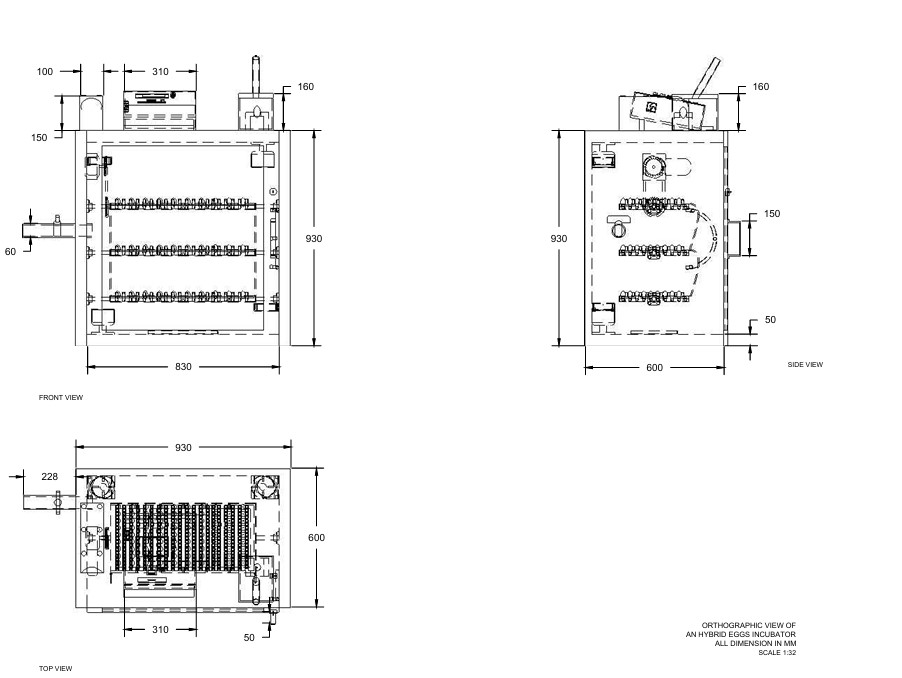 100
310
160
150
60
930
830
FRONT VIEW
160
930
150
50
600
SIDE VIEW
930
228
600
310
50
TOP VIEW
ORTHOGRAPHIC VIEW OF
AN HYBRID EGGS INCUBATOR
ALL DIMENSION IN MM
SCALE 1:32